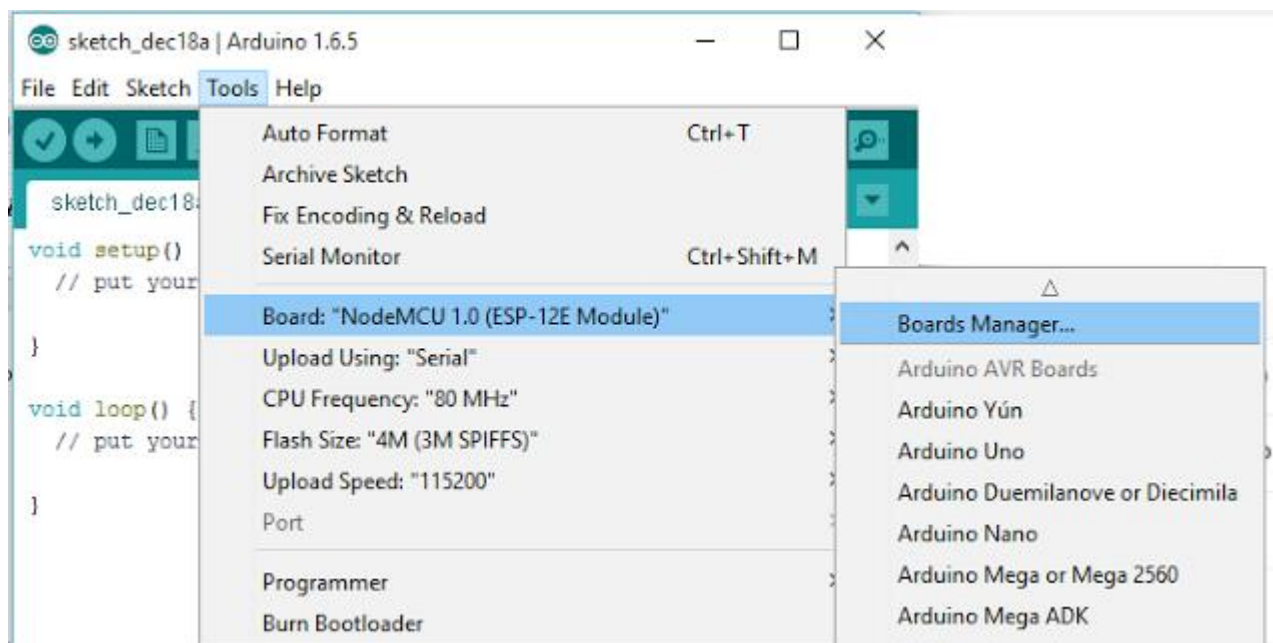 sketch_dec18a | Arduino 1.6.5
File Edit Sketch Tools Help
sketch_dec18a
void setup()
// put your
}
void loop() {
// put your
}
Auto Format Ctrl+T
Archive Sketch
Fix Encoding & Reload
Serial Monitor Ctrl+Shift+M
Board: "NodeMCU 1.0 (ESP-12E Module)"
Upload Using: "Serial"
CPU Frequency: "80 MHz"
Flash Size: "4M (3M SPIFFS)"
Upload Speed: "115200"
Port
Programmer
Burn Bootloader
Boards Manager...
Arduino AVR Boards
Arduino Yún
Arduino Uno
Arduino Duemilanove or Diecimila
Arduino Nano
Arduino Mega or Mega 2560
Arduino Mega ADK